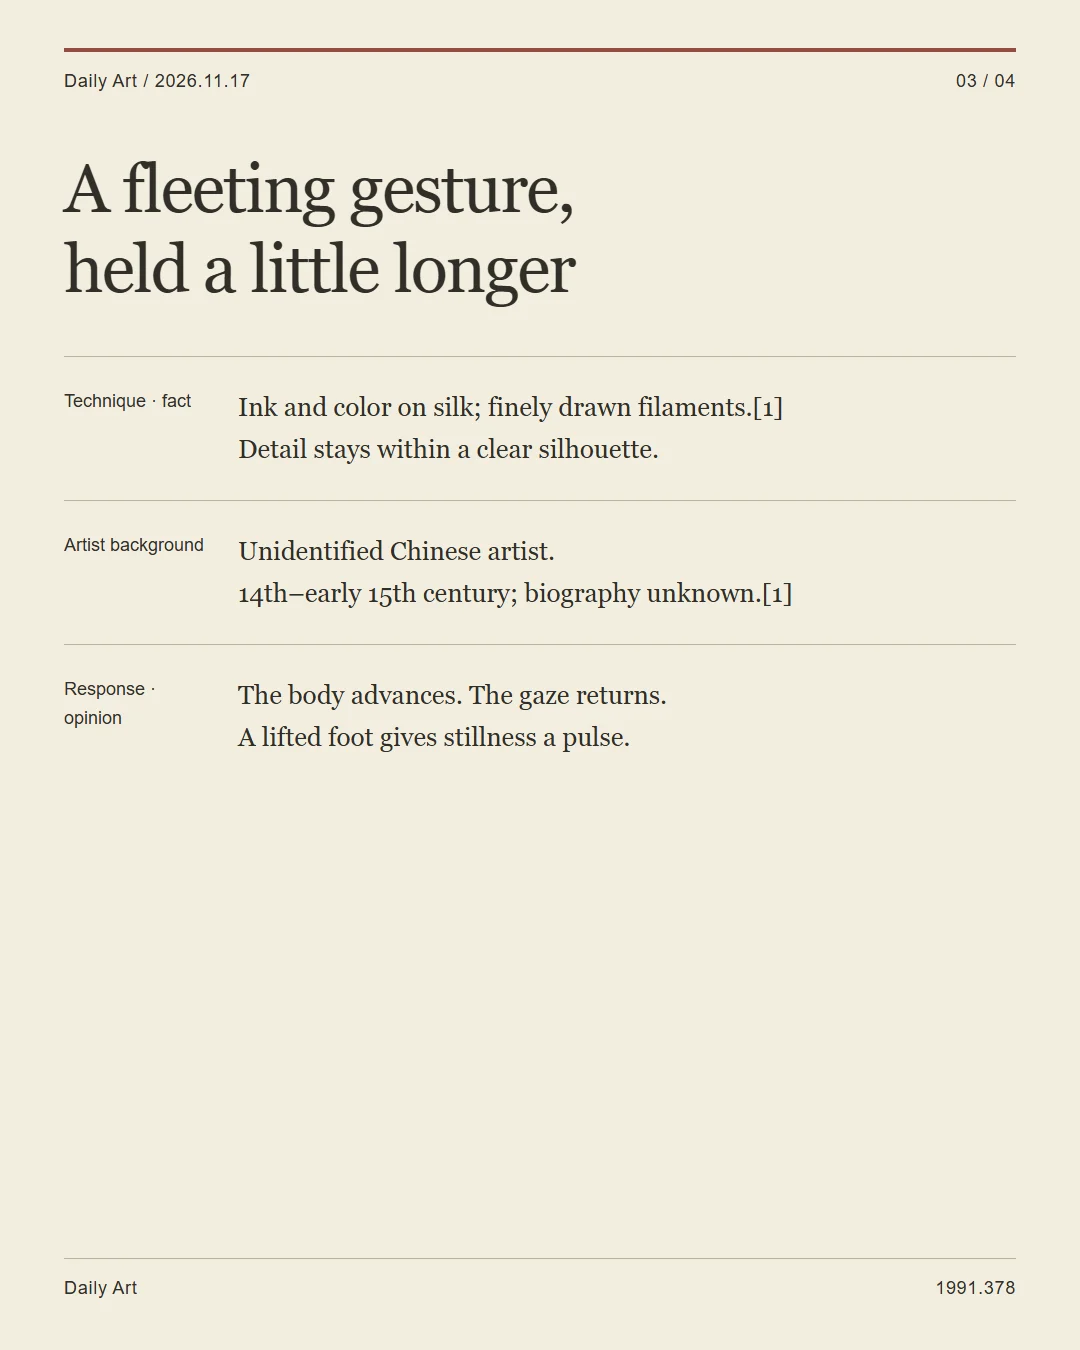 Daily Art / 2026.11.17
03 / 04
A fleeting gesture,
held a little longer
Technique · fact
Ink and color on silk; finely drawn filaments.[1]
Detail stays within a clear silhouette.
Artist background
Unidentified Chinese artist.
14th–early 15th century; biography unknown.[1]
Response ·
opinion
The body advances. The gaze returns.
A lifted foot gives stillness a pulse.
Daily Art
1991.378